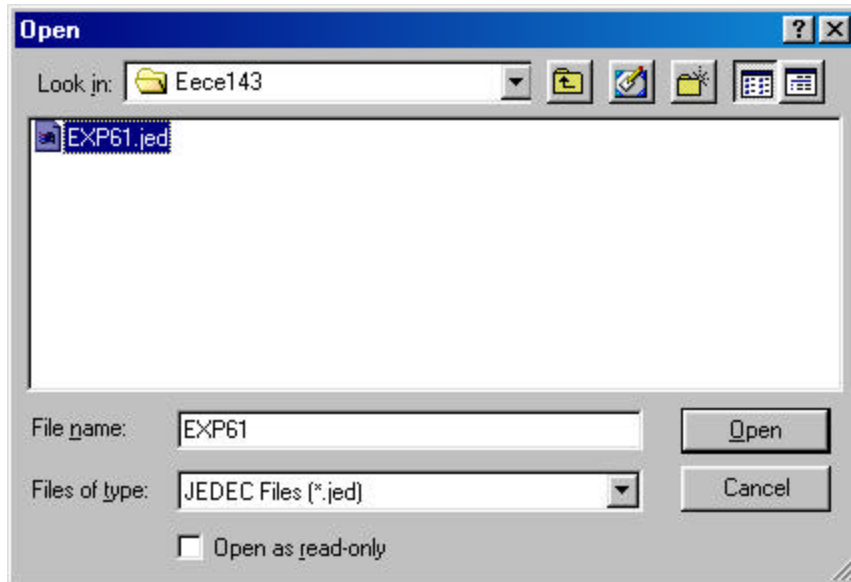 Open
Look in: Eece143
EXP61.jed
File name: EXP61 Open
Files of type: JEDEC Files (*.jed) Cancel
Open as read-only